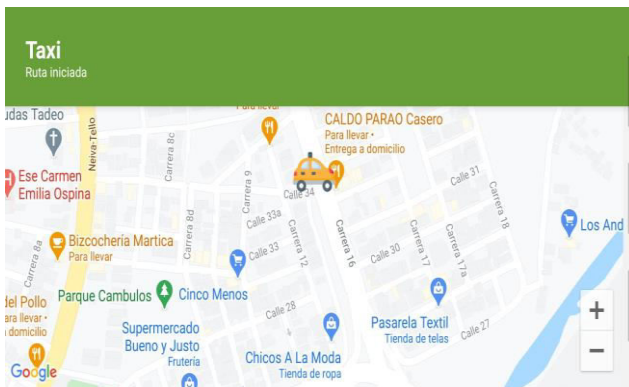 Taxi
Ruta iniciada
udas Tadeo
Neiva-Tello
Carrera 8c
Para llevar
CALDO PARAO Casero
Para llevar •
Entrega a domicilio
Ese Carmen
Emilia Ospina
Carrera 9
Calle 34
Calle 31
Carrera 18
Carrera 8d
Calle 33a
Los And
Bizcochería Martica
Para llevar
Calle 33
Carrera 12
Carrera 16
Calle 30
Carrera 17
Carrera 17a
Carrera 8a
Parque Cambulos
Cinco Menos
del Pollo
ara llevar •
domicilio
Calle 28
Supermercado
Bueno y Justo
Frutería
Pasarela Textil
Tienda de telas
Calle 27
Chicos A La Moda
Tienda de ropa
Google
+
−